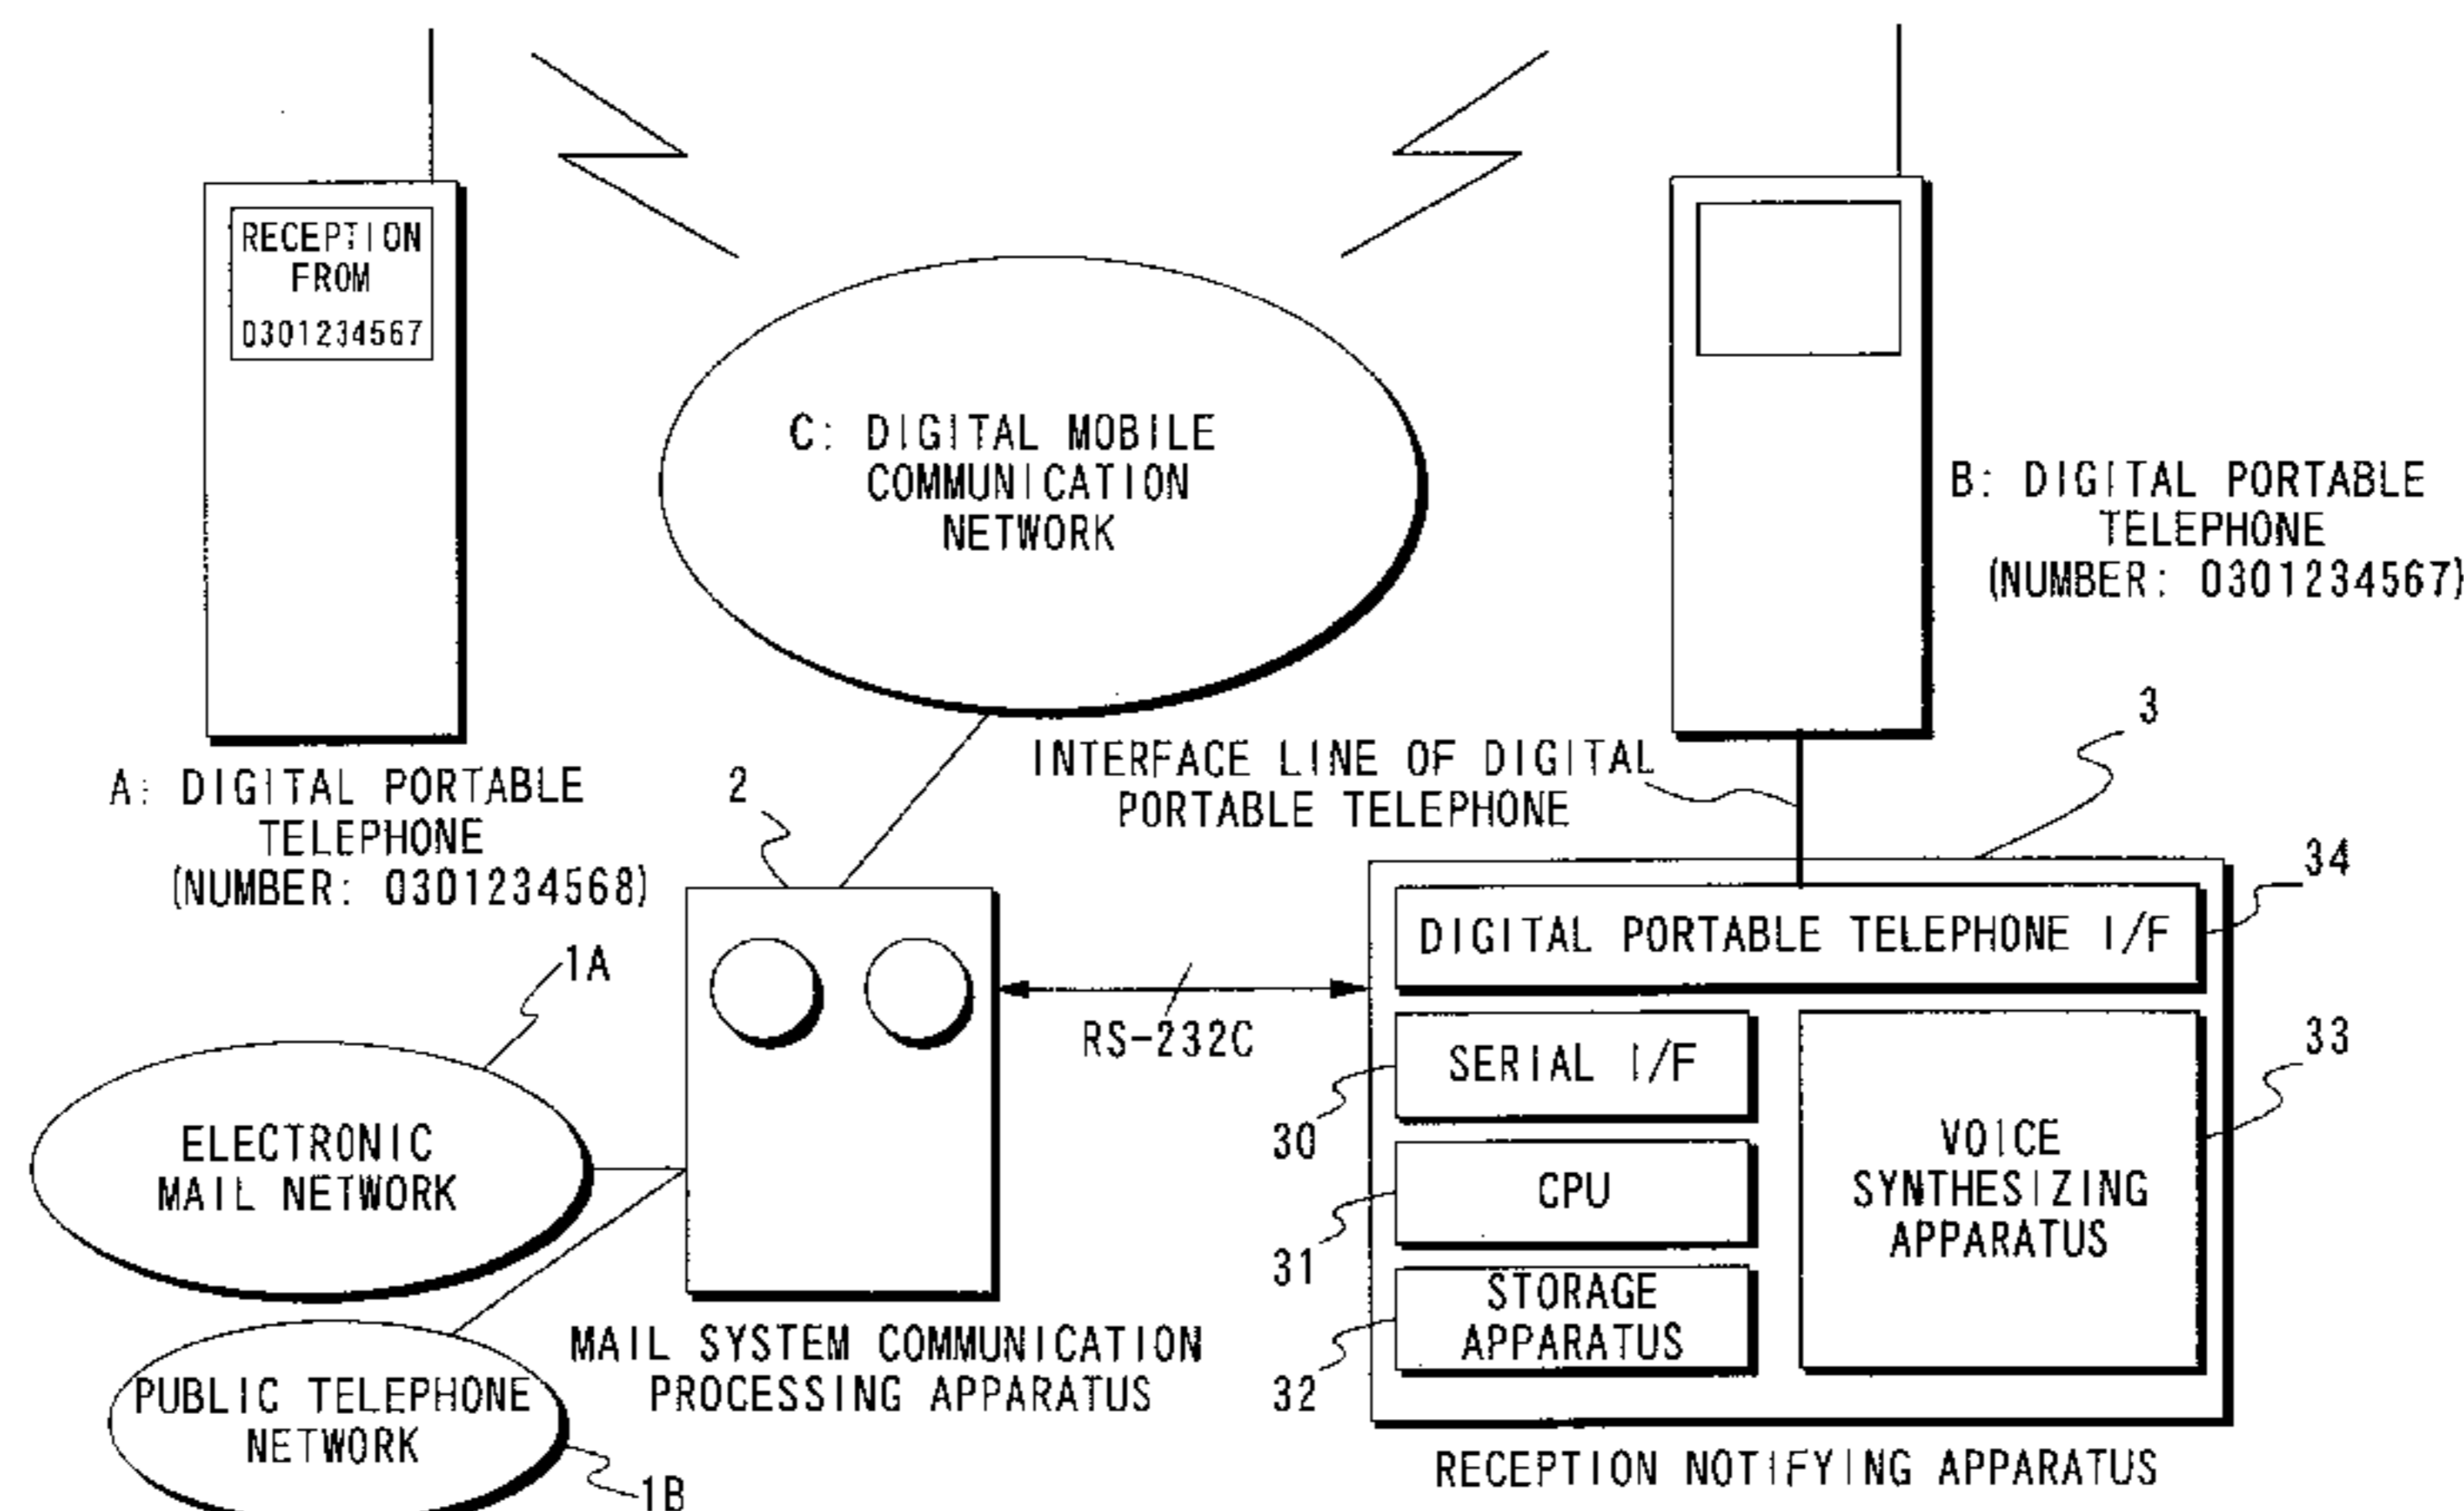 RECEPTION
FROM
0301234567
C: DIGITAL MOBILE
COMMUNICATION
NETWORK
B: DIGITAL PORTABLE
TELEPHONE
(NUMBER: 0301234567)
A: DIGITAL PORTABLE
TELEPHONE
(NUMBER: 0301234568)
2
INTERFACE LINE OF DIGITAL
PORTABLE TELEPHONE
3
34
DIGITAL PORTABLE TELEPHONE I/F
1A
RS-232C
SERIAL I/F
30
33
VOICE
SYNTHESIZING
APPARATUS
ELECTRONIC
MAIL NETWORK
CPU
31
STORAGE
APPARATUS
32
MAIL SYSTEM COMMUNICATION
PROCESSING APPARATUS
PUBLIC TELEPHONE
NETWORK
1B
RECEPTION NOTIFYING APPARATUS